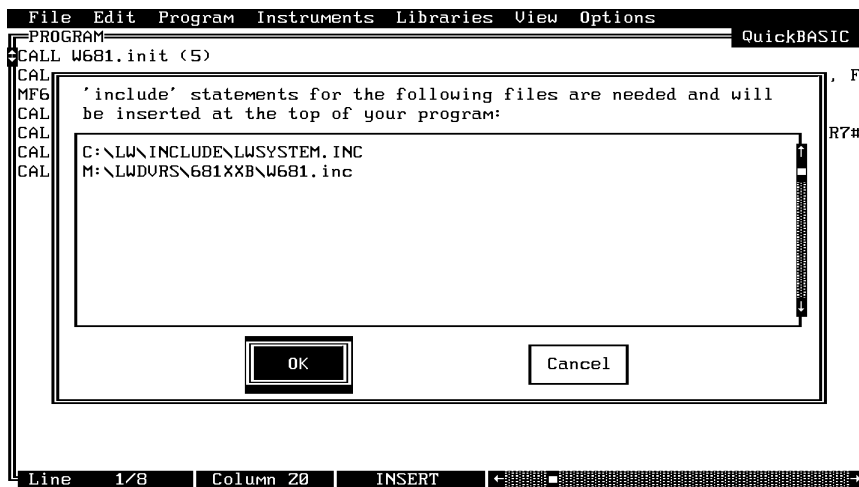 File Edit Program Instruments Libraries View Options
PROGRAM QuickBASIC
CALL W681.init (5)
CAL , F
MF6 'include' statements for the following files are needed and will
CAL be inserted at the top of your program:
CAL R7#
CAL C:\LW\INCLUDE\LWSYSTEM.INC
CAL M:\LWDVRS\681XXB\W681.inc
OK Cancel
Line 1/8 Column 20 INSERT